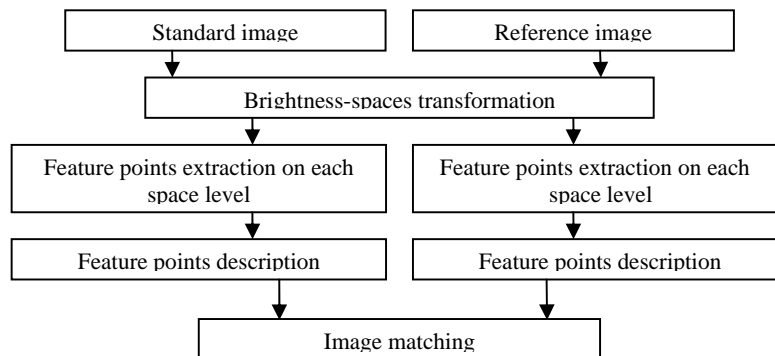 Standard image
Reference image
Brightness-spaces transformation
Feature points extraction on each
space level
Feature points extraction on each
space level
Feature points description
Feature points description
Image matching